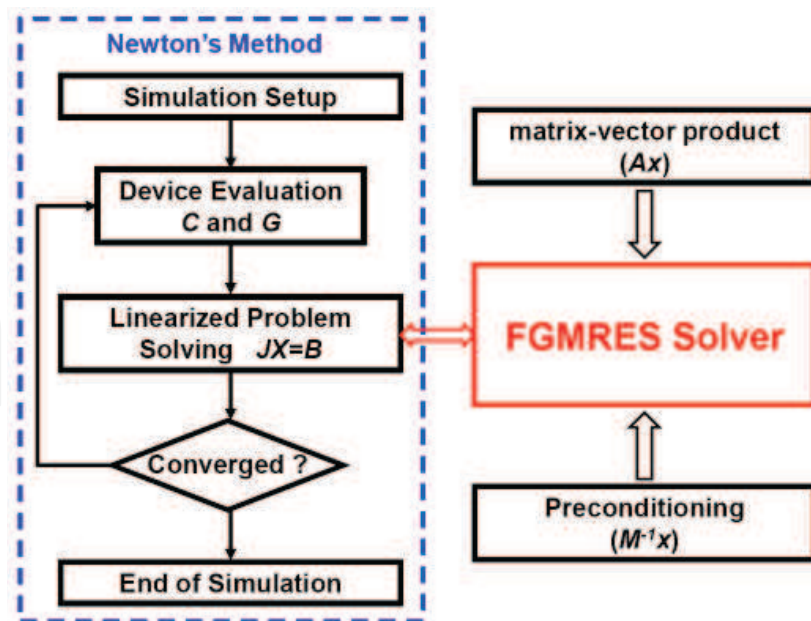 Newton's Method
Simulation Setup
Device Evaluation
C and G
Linearized Problem
Solving JX=B
Converged ?
End of Simulation
matrix-vector product
(Ax)
FGMRES Solver
Preconditioning
(M⁻¹x)